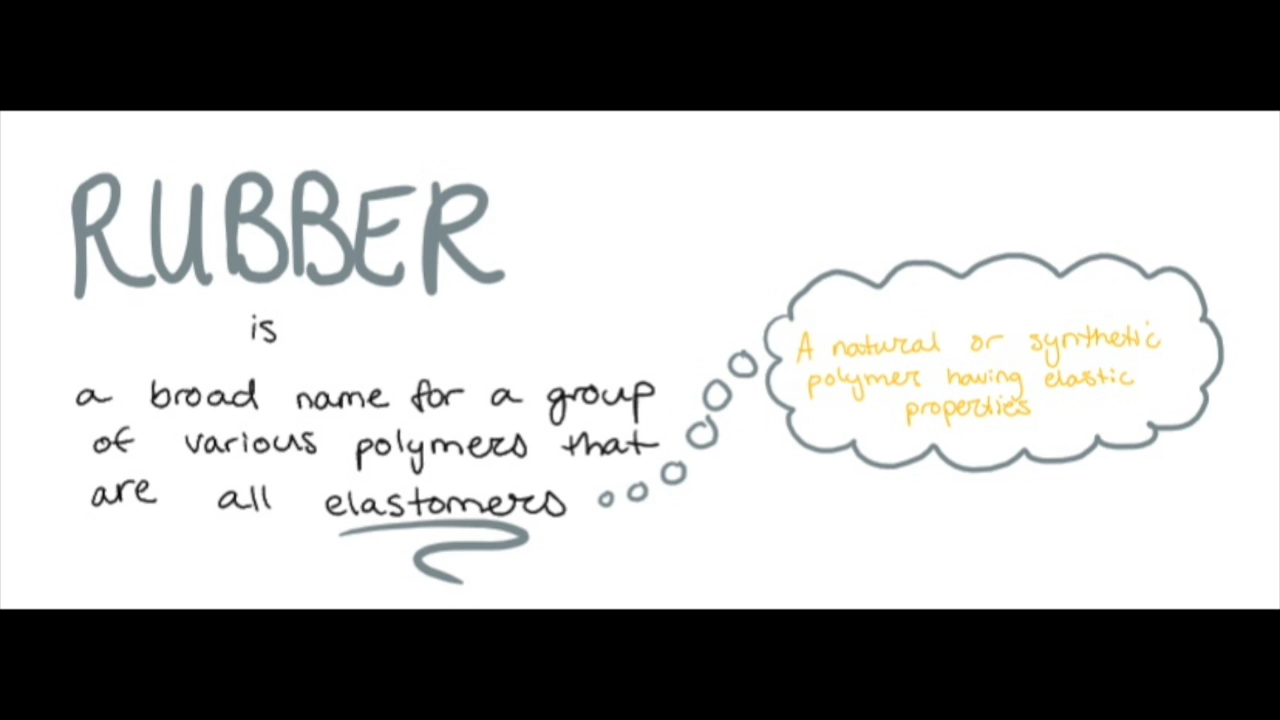 RUBBER
is
a broad name for a group
of various polymers that
are all elastomers
A natural or synthetic
polymer having elastic
properties